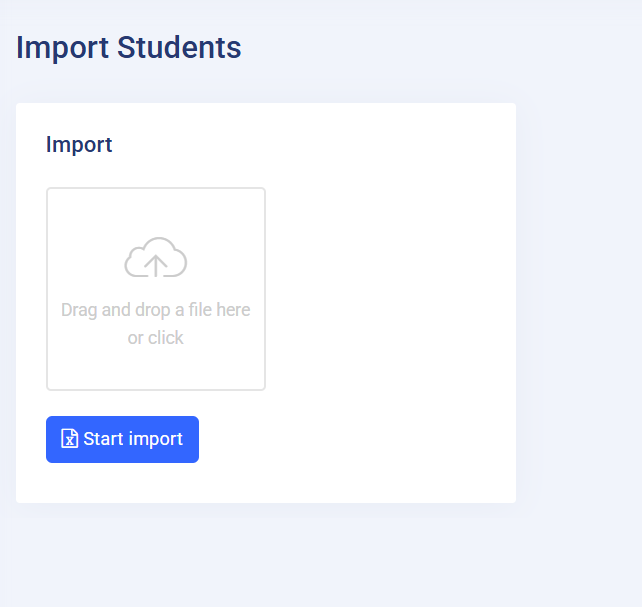 Import Students
Import
Drag and drop a file here
or click
Start import